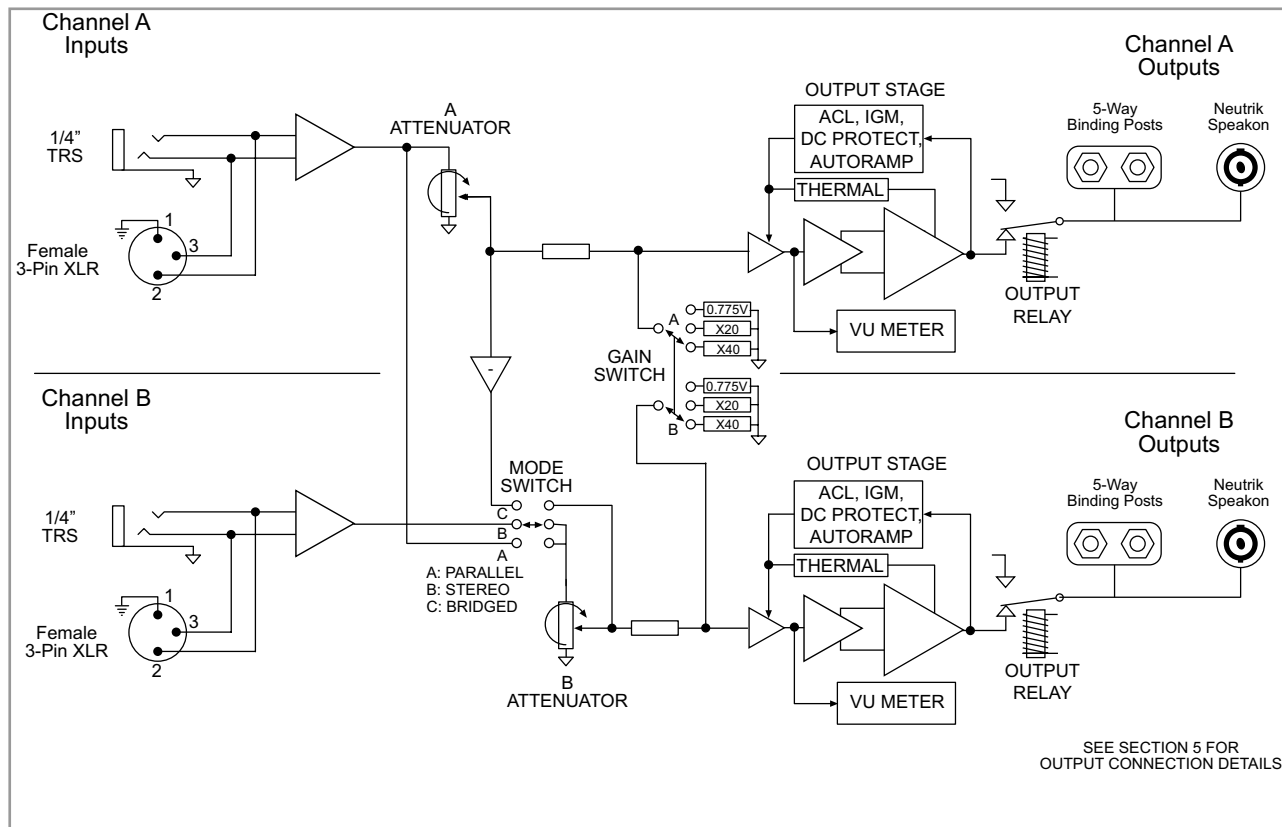 Channel A
Inputs
1/4"
TRS
Female
3-Pin XLR
1
3
2
A
ATTENUATOR
OUTPUT STAGE
ACL, IGM,
DC PROTECT,
AUTORAMP
THERMAL
VU METER
OUTPUT
RELAY
Channel A
Outputs
5-Way
Binding Posts
Neutrik
Speakon
GAIN
SWITCH
A
0.775V
X20
X40
B
0.775V
X20
X40
-
Channel B
Inputs
1/4"
TRS
Female
3-Pin XLR
1
3
2
MODE
SWITCH
C
B
A
A: PARALLEL
B: STEREO
C: BRIDGED
B
ATTENUATOR
OUTPUT STAGE
ACL, IGM,
DC PROTECT,
AUTORAMP
THERMAL
VU METER
OUTPUT
RELAY
Channel B
Outputs
5-Way
Binding Posts
Neutrik
Speakon
SEE SECTION 5 FOR
OUTPUT CONNECTION DETAILS